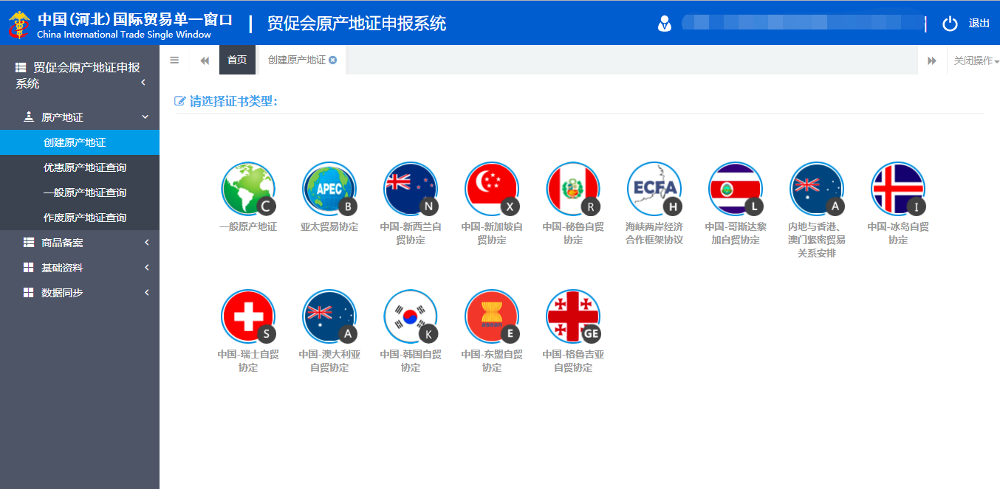 中国(河北)国际贸易单一窗口
China International Trade Single Window
贸促会原产地证申报系统
退出
贸促会原产地证申报
系统
原产地证
创建原产地证
优惠原产地证查询
一般原产地证查询
作废原产地证查询
商品备案
基础资料
数据同步
首页
创建原产地证
关闭操作
请选择证书类型：
C
一般原产地证
APEC
B
亚太贸易协定
N
中国-新西兰自
贸协定
X
中国-新加坡自
贸协定
R
中国-秘鲁自贸
协定
ECFA
H
海峡两岸经济
合作框架协议
L
中国-哥斯达黎
加自贸协定
A
内地与香港、
澳门紧密贸易
关系安排
I
中国-冰岛自贸
协定
S
中国-瑞士自贸
协定
A
中国-澳大利亚
自贸协定
K
中国-韩国自贸
协定
E
中国-东盟自贸
协定
GE
中国-格鲁吉亚
自贸协定